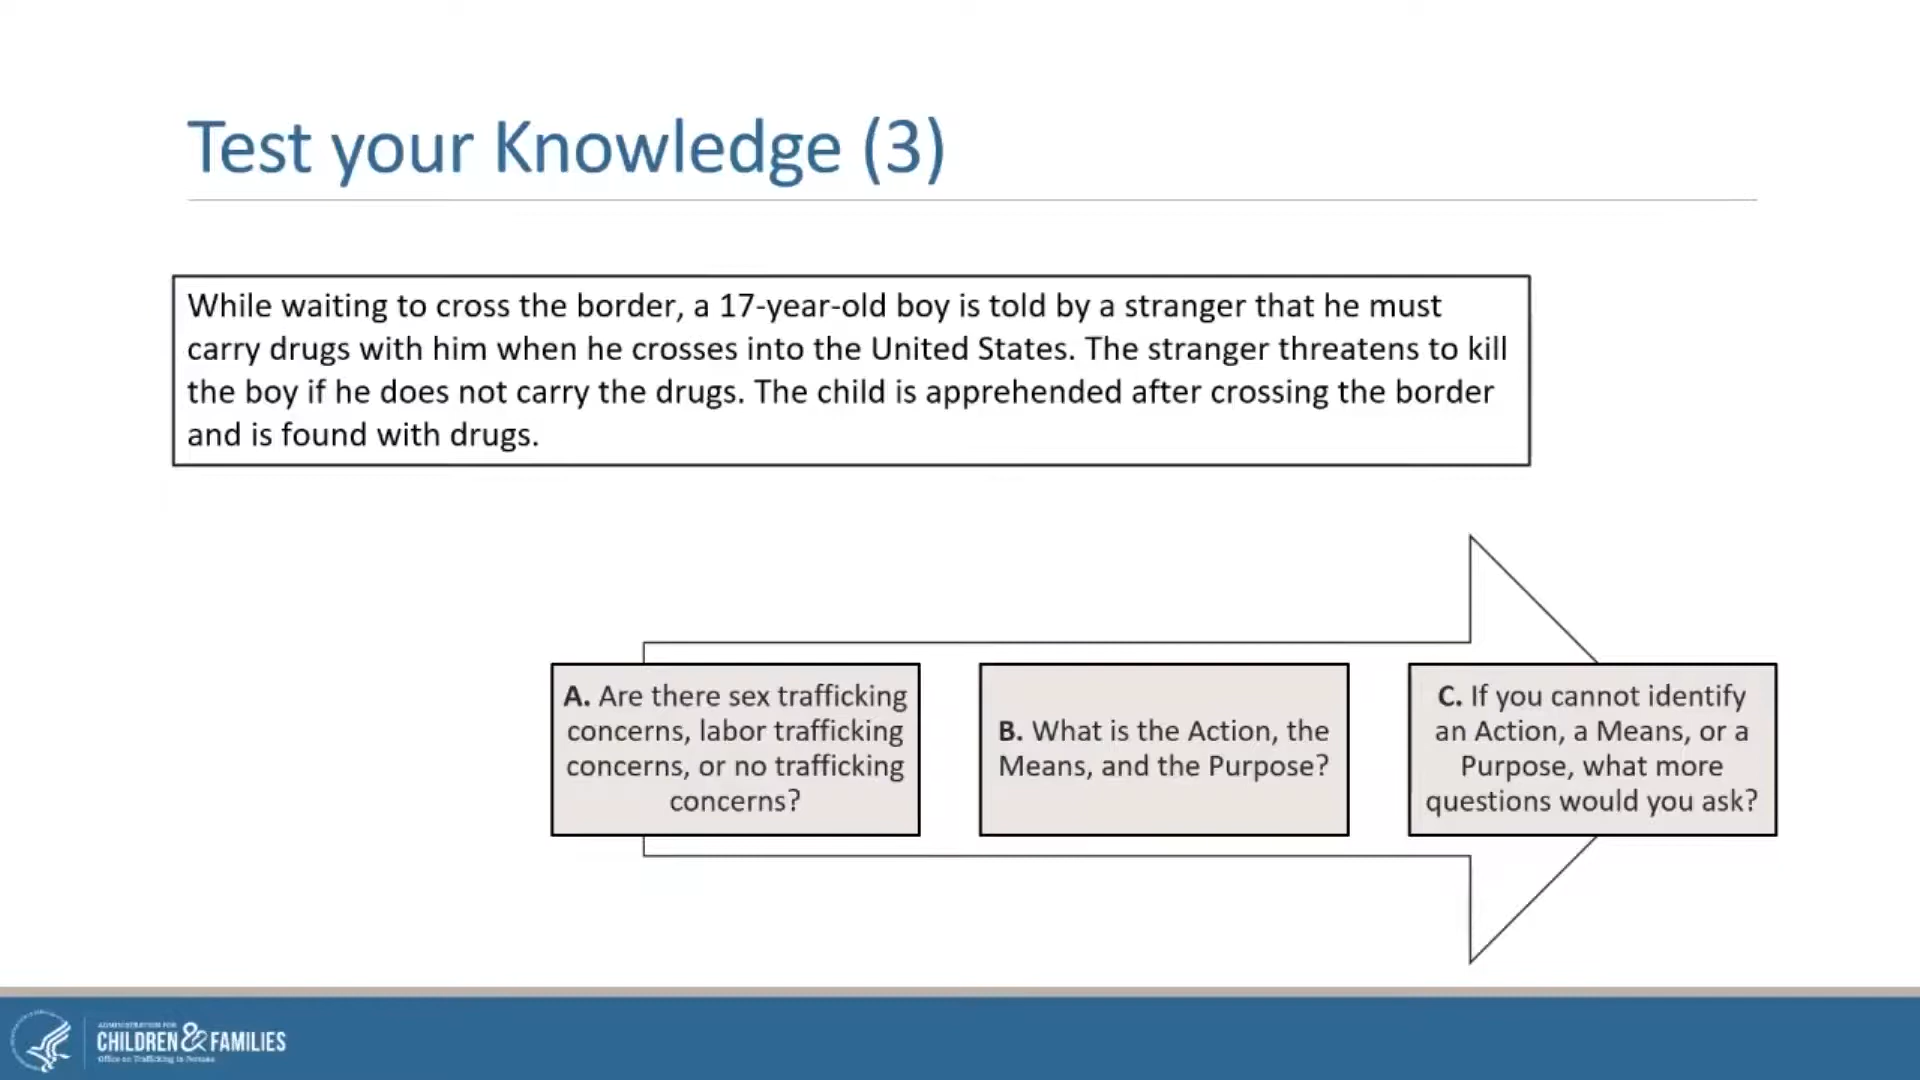 Test your Knowledge (3)
While waiting to cross the border, a 17-year-old boy is told by a stranger that he must
carry drugs with him when he crosses into the United States. The stranger threatens to kill
the boy if he does not carry the drugs. The child is apprehended after crossing the border
and is found with drugs.
A. Are there sex trafficking
concerns, labor trafficking
concerns, or no trafficking
concerns?
B. What is the Action, the
Means, and the Purpose?
C. If you cannot identify
an Action, a Means, or a
Purpose, what more
questions would you ask?
ADMINISTRATION FOR
CHILDREN & FAMILIES
Office on Trafficking in Persons